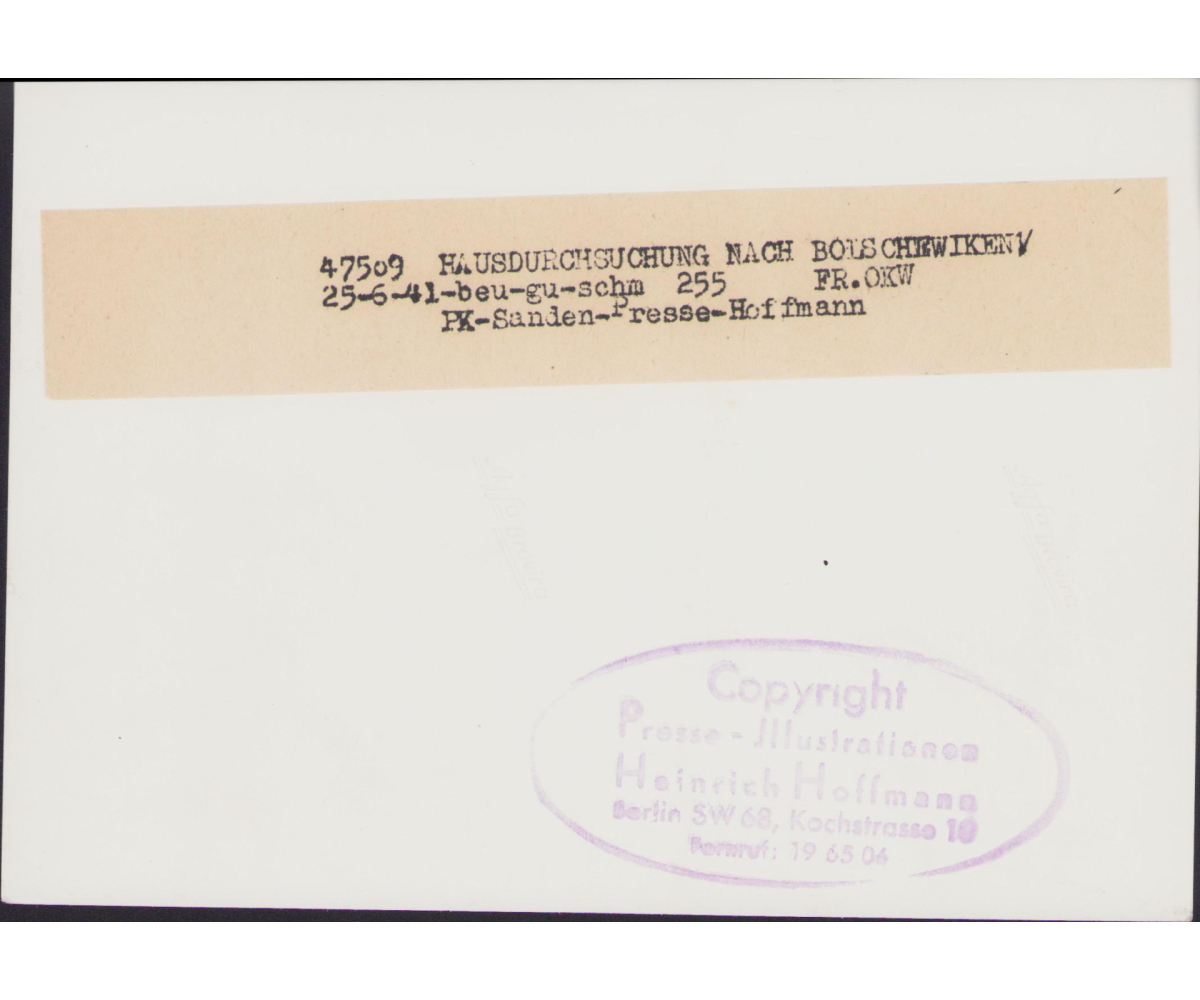 47509 HAUSDURCHSUCHUNG NACH BOLSCHEWIKEN/
25-6-41-beu-gu-schm 255 FR.OKW
PK-Sanden-Presse-Hoffmann
Copyright
Presse-Illustrationen
Heinrich Hoffmann
Berlin SW 68, Kochstrasse 10
Fernruf: 19 65 06